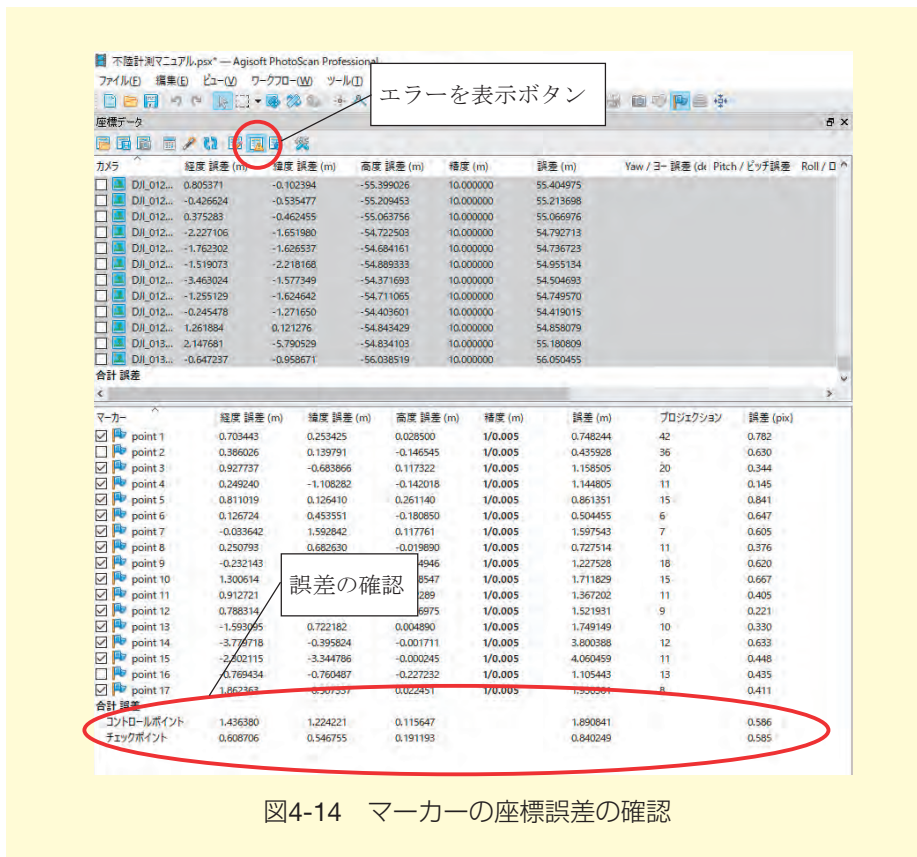 不陸計測マニュアル.psx* — Agisoft PhotoScan Professional
ファイル(F) 編集(E) ビュー(V) ワークフロー(W) ツール(T)
エラーを表示ボタン
座標データ
カメラ 経度 誤差 (m) 緯度 誤差 (m) 高度 誤差 (m) 精度 (m) 誤差 (m) Yaw / ヨー 誤差 (de Pitch / ピッチ誤差 Roll / ロ
DJI_012... 0.805371 -0.102394 -55.399026 10.000000 55.404975
DJI_012... -0.426624 -0.535477 -55.209453 10.000000 55.213698
DJI_012... 0.375283 -0.462455 -55.063756 10.000000 55.066976
DJI_012... -2.227106 -1.651980 -54.722503 10.000000 54.792713
DJI_012... -1.762302 -1.626537 -54.684161 10.000000 54.736723
DJI_012... -1.519073 -2.218168 -54.889333 10.000000 54.955134
DJI_012... -3.463024 -1.577349 -54.371693 10.000000 54.504693
DJI_012... -1.255129 -1.624642 -54.711065 10.000000 54.749570
DJI_012... -0.245478 -1.271650 -54.403601 10.000000 54.419015
DJI_012... 1.261884 0.121276 -54.843429 10.000000 54.858079
DJI_013... 2.147681 -5.790529 -54.834103 10.000000 55.180809
DJI_013... -0.647237 -0.958671 -56.038519 10.000000 56.050455
合計 誤差
マーカー 経度 誤差 (m) 緯度 誤差 (m) 高度 誤差 (m) 精度 (m) 誤差 (m) プロジェクション 誤差 (pix)
point 1 0.703443 0.253425 0.028500 1/0.005 0.748244 42 0.782
point 2 0.386026 0.139791 -0.146545 1/0.005 0.435928 36 0.630
point 3 0.927737 -0.683866 0.117322 1/0.005 1.158505 20 0.344
point 4 0.249240 -1.108282 -0.142018 1/0.005 1.144805 11 0.145
point 5 0.811019 0.126410 0.261140 1/0.005 0.861351 15 0.841
point 6 0.126724 0.453551 -0.180850 1/0.005 0.504455 6 0.647
point 7 -0.033642 1.592842 0.117761 1/0.005 1.597543 7 0.605
point 8 0.250793 0.682630 -0.019890 1/0.005 0.727514 11 0.376
point 9 -0.232143 4946 1/0.005 1.227528 18 0.620
point 10 1.300614 8547 1/0.005 1.711829 15 0.667
point 11 0.912721 289 1/0.005 1.367202 11 0.405
point 12 0.788314 6975 1/0.005 1.521931 9 0.221
誤差の確認
point 13 -1.593095 0.722182 0.004890 1/0.005 1.749149 10 0.330
point 14 -3.779718 -0.395824 -0.001711 1/0.005 3.800388 12 0.633
point 15 -2.302115 -3.344786 -0.000245 1/0.005 4.060459 11 0.448
point 16 -0.769434 -0.760487 -0.227232 1/0.005 1.105443 13 0.435
point 17 1.862363 0.022451 1/0.005 8 0.411
合計 誤差
コントロールポイント 1.436380 1.224221 0.115647 1.890841 0.586
チェックポイント 0.608706 0.546755 0.191193 0.840249 0.585
図4-14 マーカーの座標誤差の確認